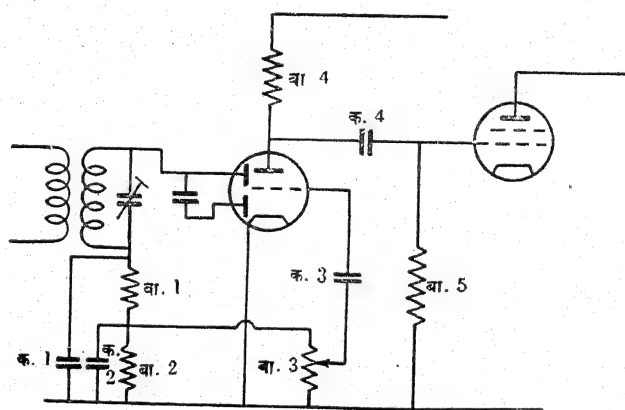 बा 4
क. 4
क. 3
बा. 5
वा. 1
क. 1
क. 2
बा. 2
बा. 3